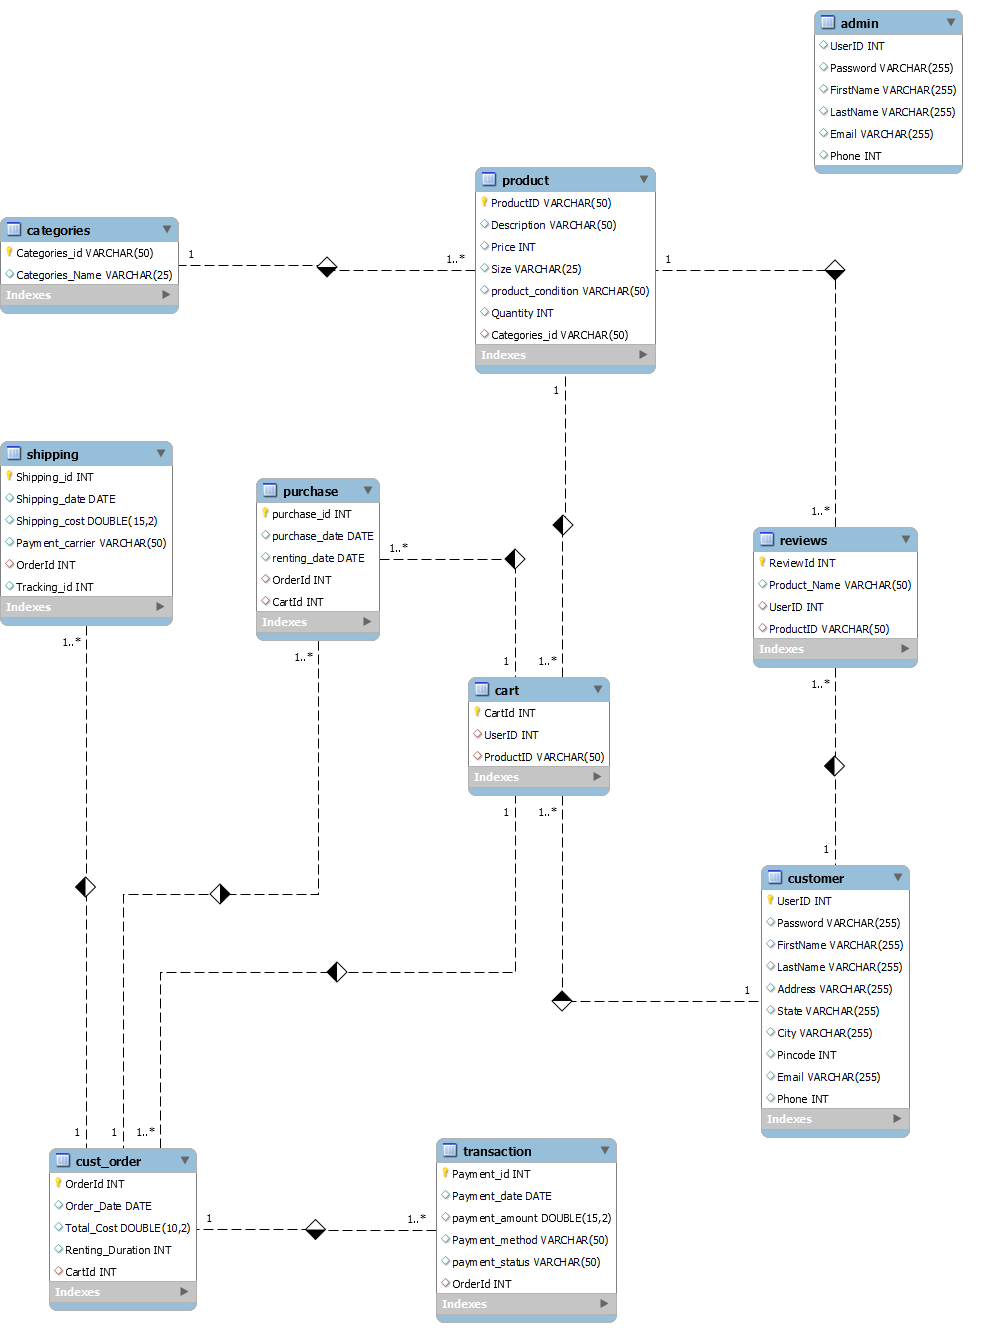 admin
UserID INT
Password VARCHAR(255)
FirstName VARCHAR(255)
LastName VARCHAR(255)
Email VARCHAR(255)
Phone INT
product
ProductID VARCHAR(50)
Description VARCHAR(50)
Price INT
Size VARCHAR(25)
product_condition VARCHAR(50)
Quantity INT
Categories_id VARCHAR(50)
Indexes
categories
Categories_id VARCHAR(50)
Categories_Name VARCHAR(25)
Indexes
1
1..*
1
1
1..*
shipping
Shipping_id INT
Shipping_date DATE
Shipping_cost DOUBLE(15,2)
Payment_carrier VARCHAR(50)
OrderId INT
Tracking_id INT
Indexes
1..*
purchase
purchase_id INT
purchase_date DATE
renting_date DATE
OrderId INT
CartId INT
Indexes
1..*
1..*
1
1..*
reviews
ReviewId INT
Product_Name VARCHAR(50)
UserID INT
ProductID VARCHAR(50)
Indexes
1..*
1
cart
CartId INT
UserID INT
ProductID VARCHAR(50)
Indexes
1
1..*
1
customer
UserID INT
Password VARCHAR(255)
FirstName VARCHAR(255)
LastName VARCHAR(255)
Address VARCHAR(255)
State VARCHAR(255)
City VARCHAR(255)
Pincode INT
Email VARCHAR(255)
Phone INT
Indexes
1
1
1..*
cust_order
OrderId INT
Order_Date DATE
Total_Cost DOUBLE(10,2)
Renting_Duration INT
CartId INT
Indexes
1
1..*
transaction
Payment_id INT
Payment_date DATE
payment_amount DOUBLE(15,2)
Payment_method VARCHAR(50)
payment_status VARCHAR(50)
OrderId INT
Indexes